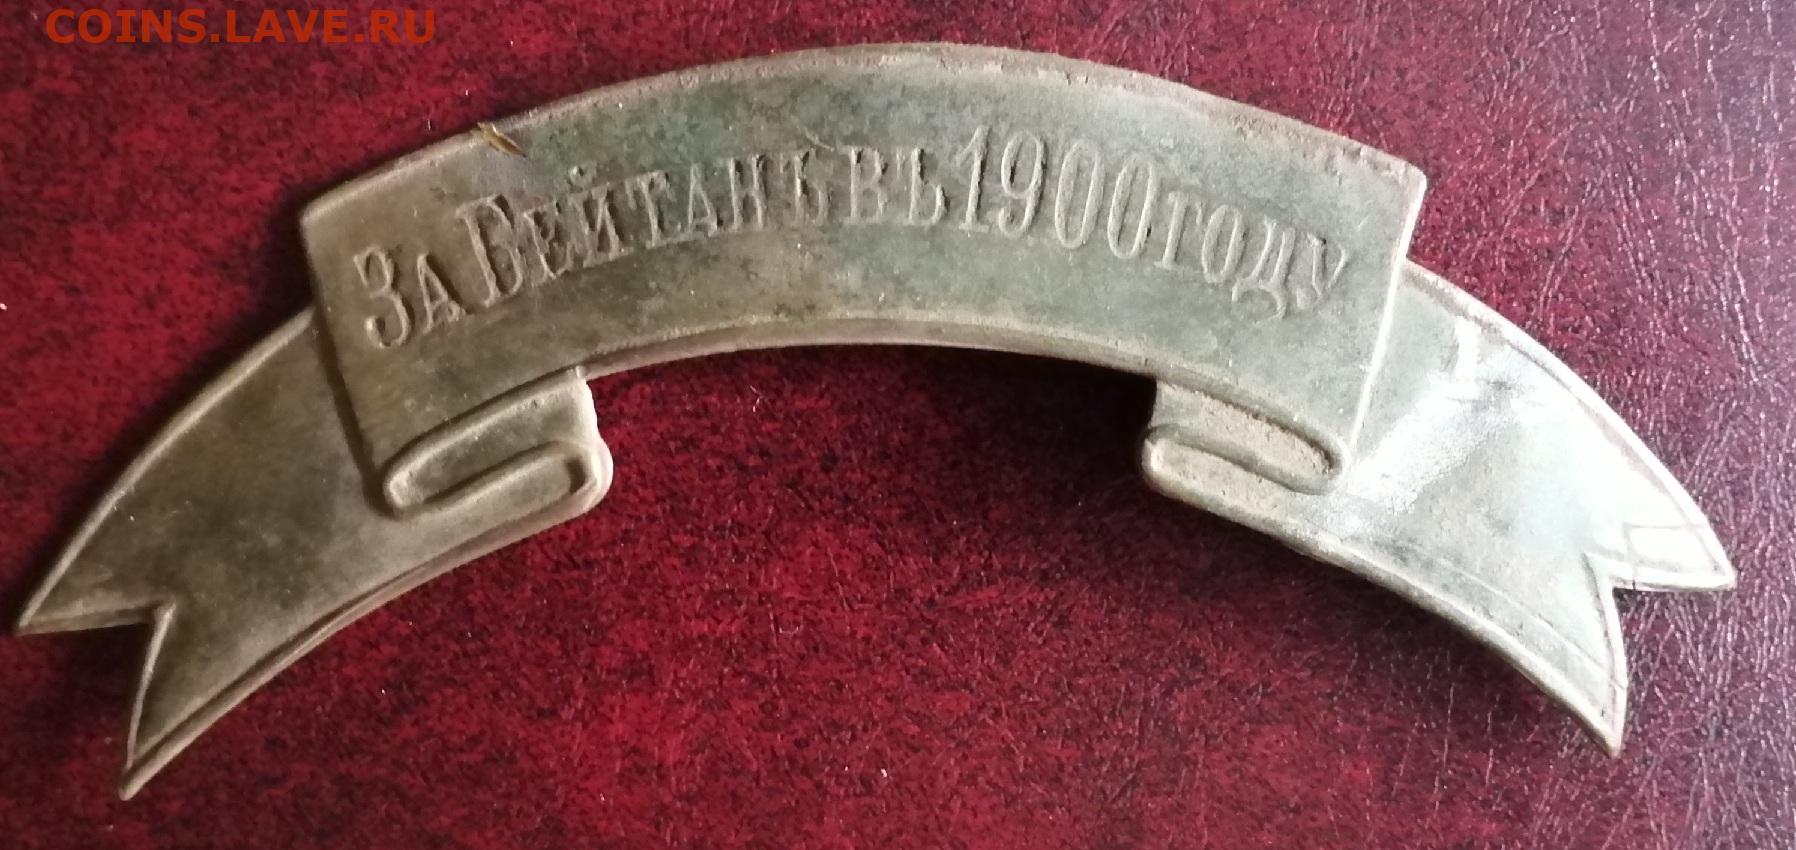 COINS.LAVE.RU
За Бейтанъ въ 1900 году